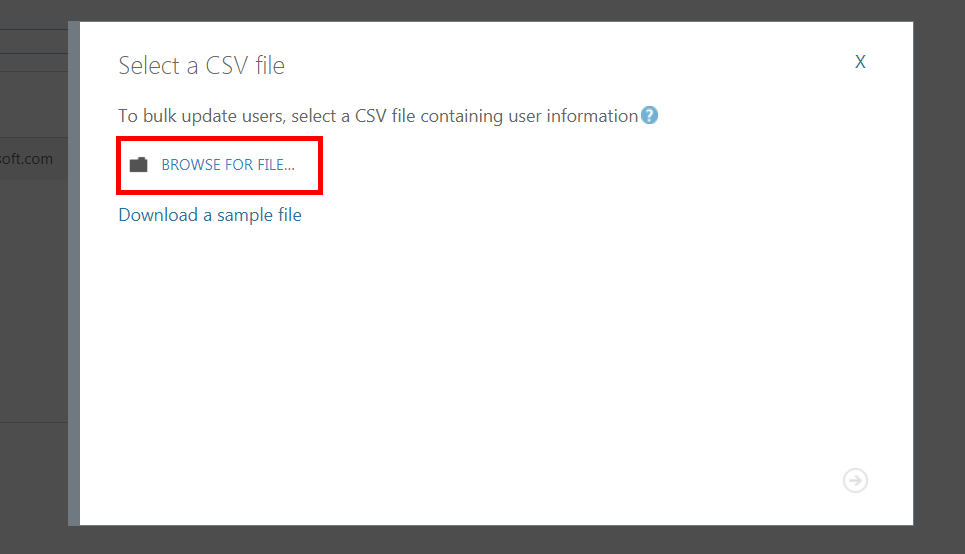 Select a CSV file
X
To bulk update users, select a CSV file containing user information ?
soft.com
BROWSE FOR FILE...
Download a sample file